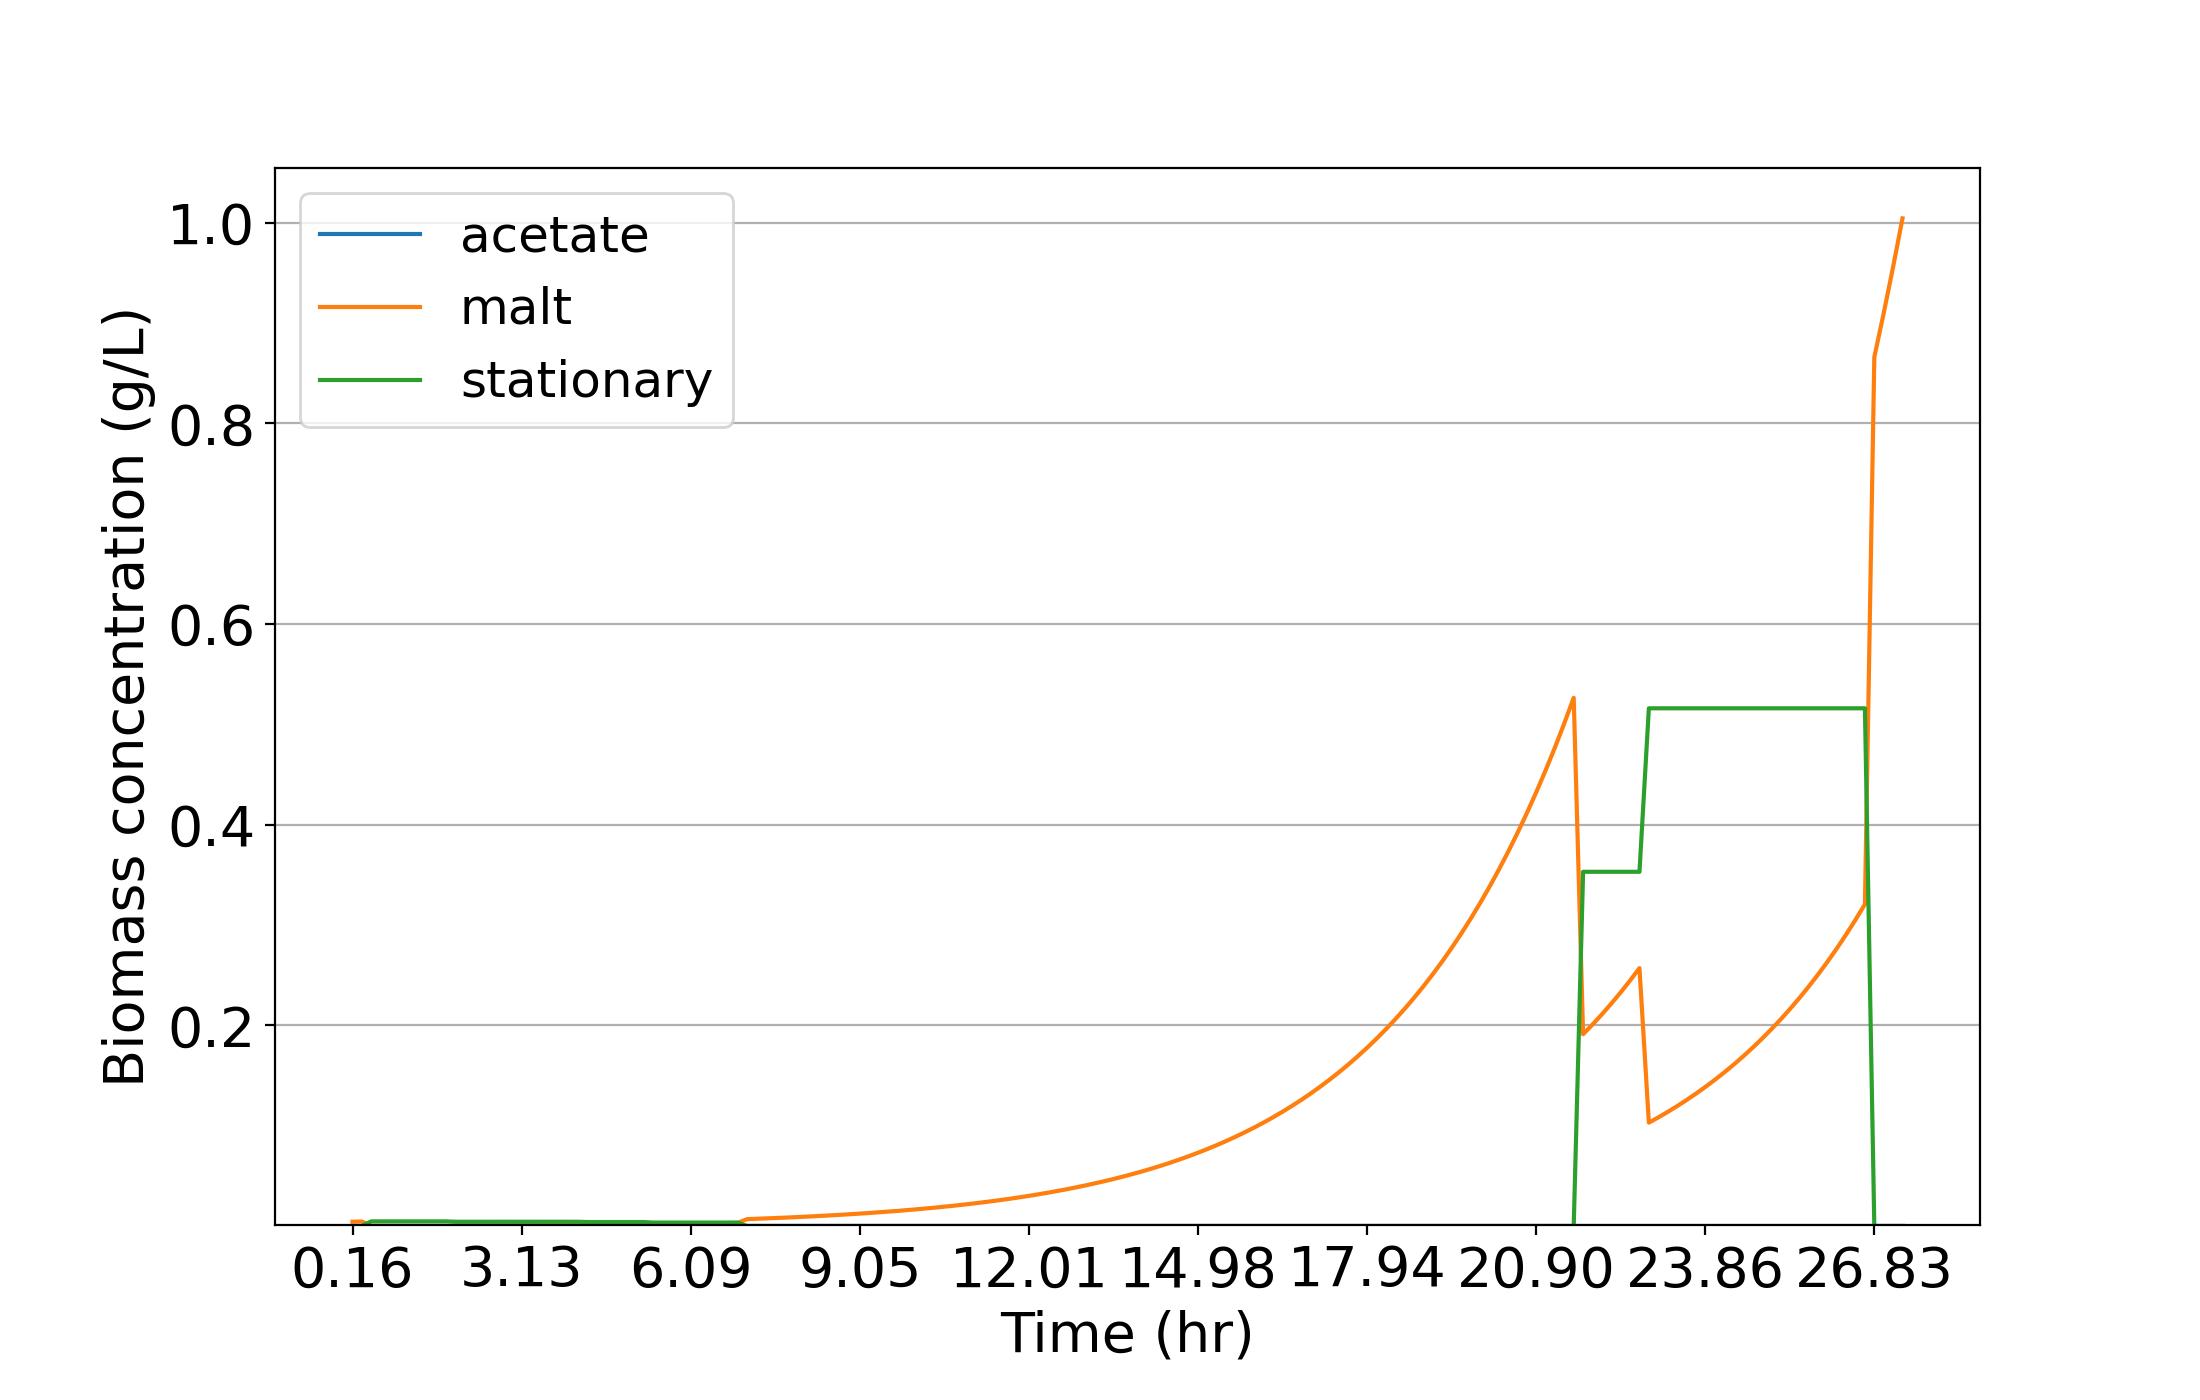 acetate
malt
stationary
1.0
0.8
0.6
0.4
0.2
Biomass concentration (g/L)
0.16 3.13 6.09 9.05 12.01 14.98 17.94 20.90 23.86 26.83
Time (hr)